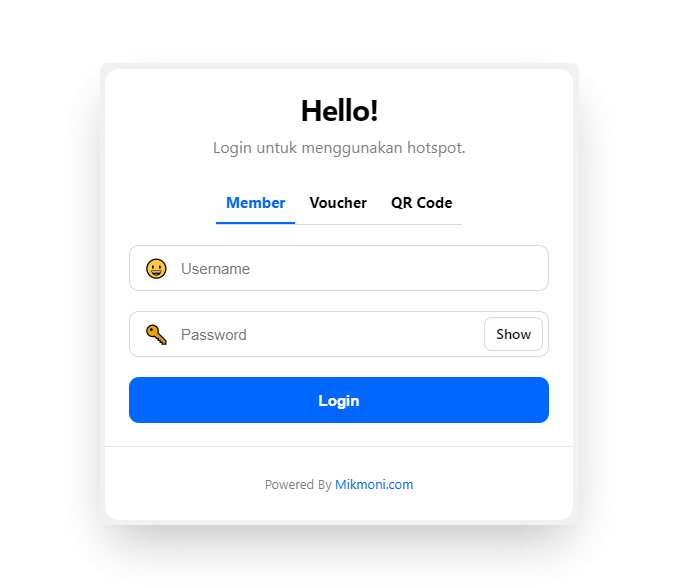 Hello!
Login untuk menggunakan hotspot.
Member Voucher QR Code
Username
Password Show
Login
Powered By Mikmoni.com